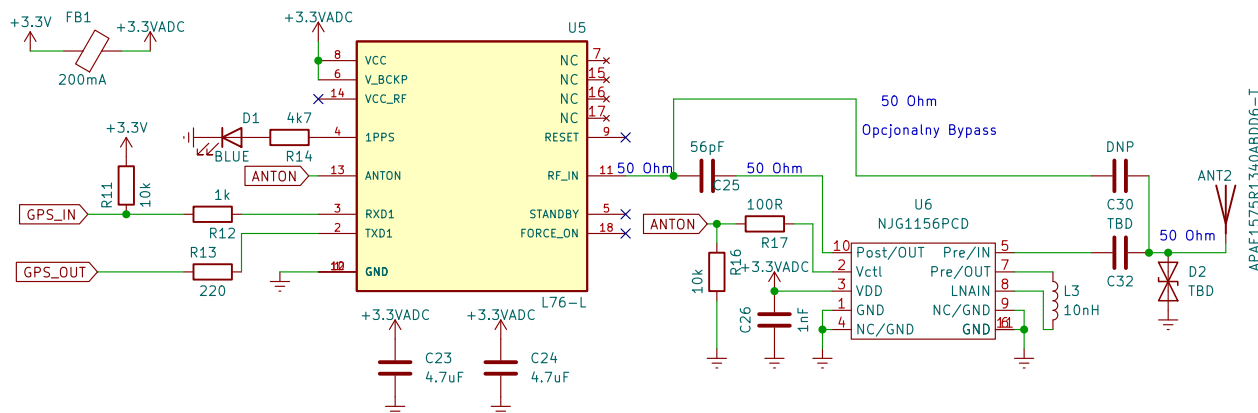 +3.3V
FB1
+3.3VADC
200mA
+3.3VADC
U5
8
VCC
6
V_BCKP
14
VCC_RF
4
1PPS
13
ANTON
3
RXD1
2
TXD1
GND
7
NC
15
NC
16
NC
17
NC
9
RESET
11
RF_IN
5
STANDBY
18
FORCE_ON
L76-L
D1
BLUE
4k7
R14
ANTON
+3.3V
R11
10k
GPS_IN
1k
R12
GPS_OUT
R13
220
+3.3VADC
C23
4.7uF
+3.3VADC
C24
4.7uF
50 Ohm
56pF
C25
50 Ohm
50 Ohm
Opcjonalny Bypass
ANTON
100R
R17
R16
10k
+3.3VADC
C26
1nF
U6
NJG1156PCD
10
Post/OUT
2
Vctl
3
VDD
1
GND
4
NC/GND
5
Pre/IN
7
Pre/OUT
8
LNAIN
9
NC/GND
GND
L3
10nH
DNP
C30
TBD
C32
50 Ohm
D2
TBD
ANT2
APAE1575R1340ABDD6-T